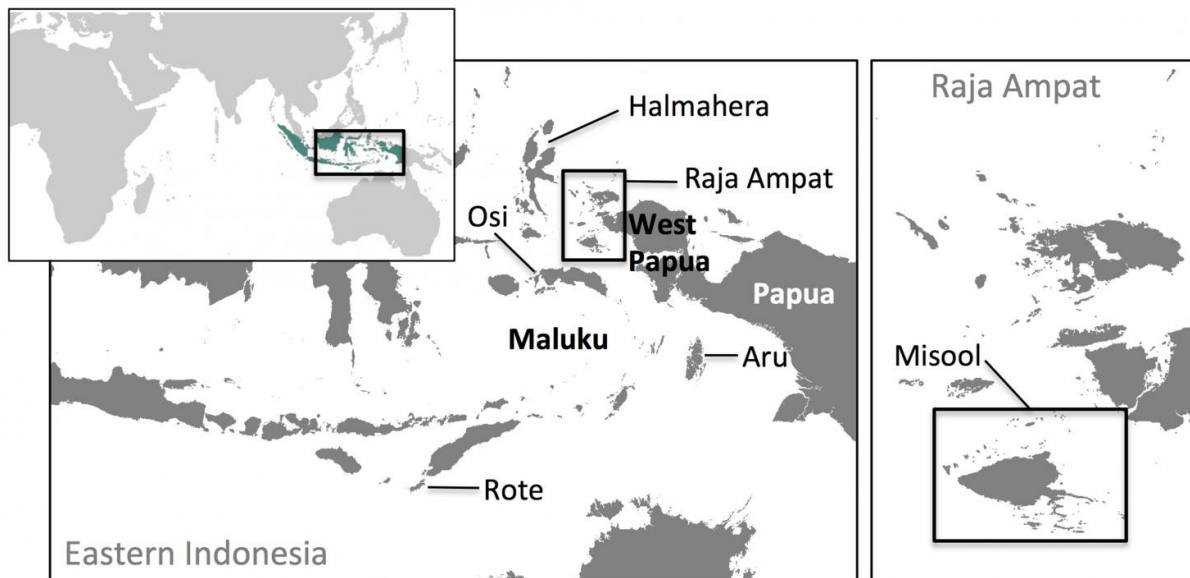 Halmahera
Raja Ampat
Osi
West
Papua
Papua
Maluku
Aru
Rote
Eastern Indonesia
Raja Ampat
Misool